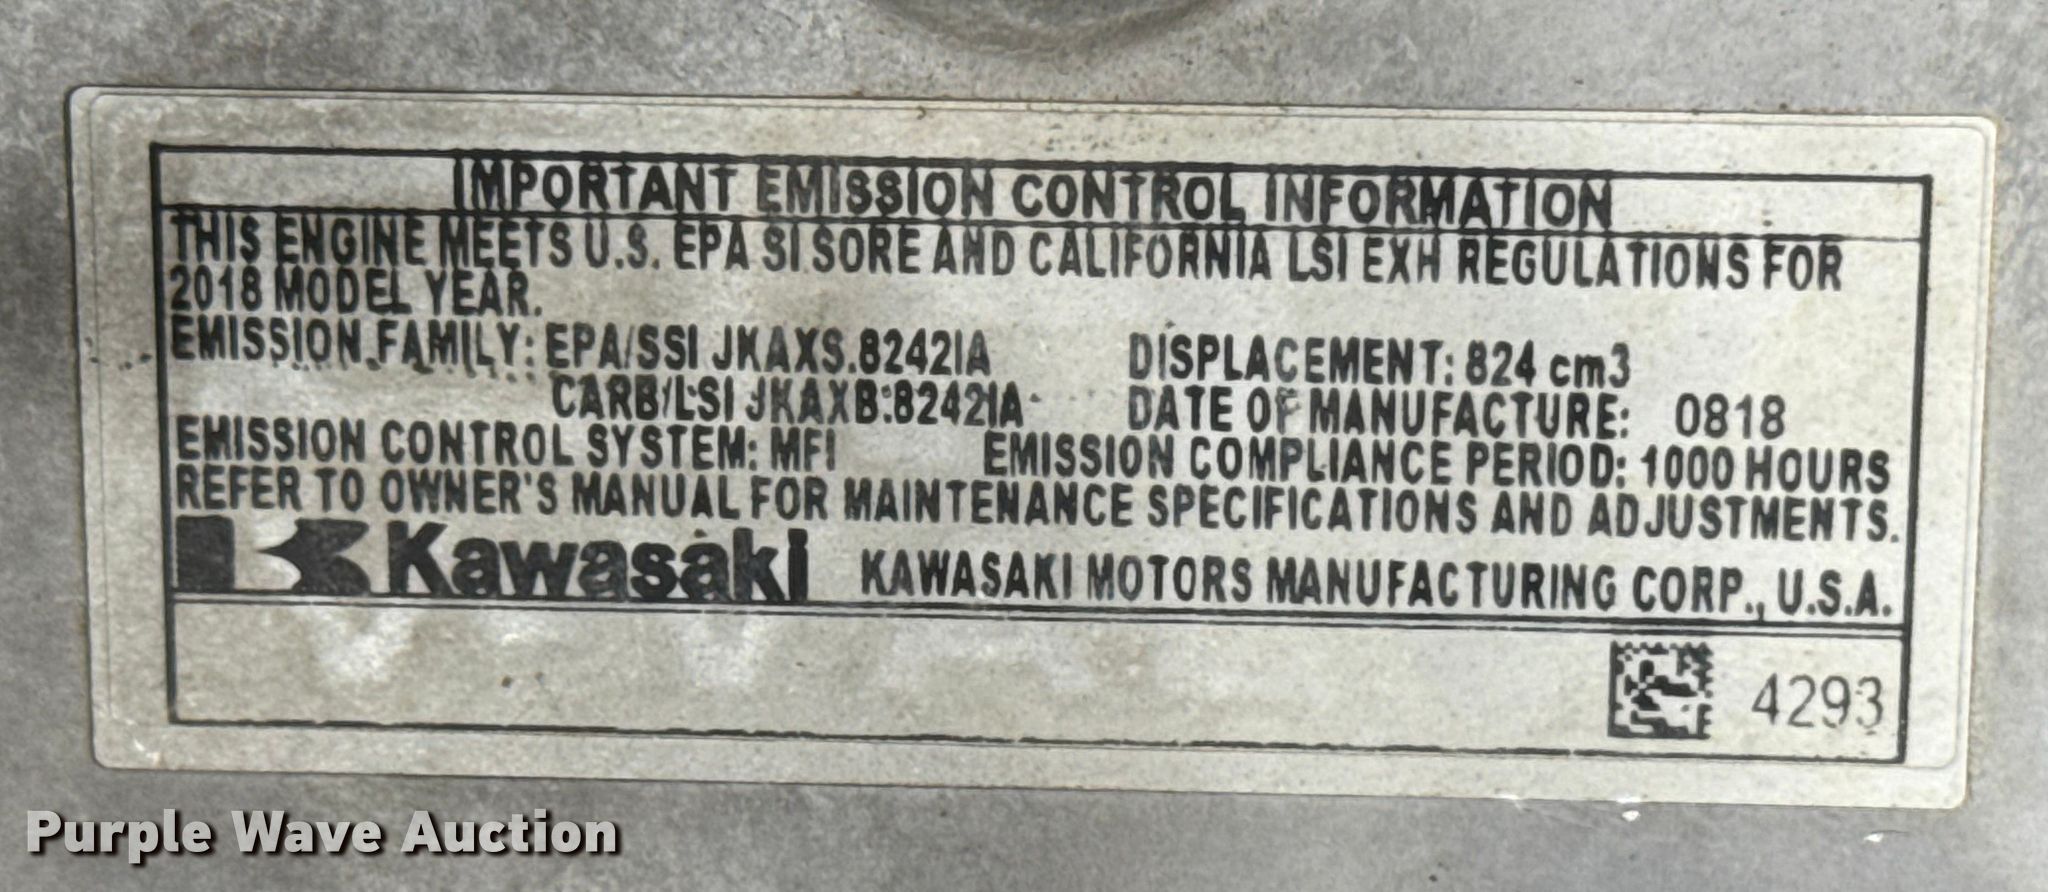 IMPORTANT EMISSION CONTROL INFORMATION
THIS ENGINE MEETS U.S. EPA SI SORE AND CALIFORNIA LSI EXH REGULATIONS FOR
2018 MODEL YEAR.
EMISSION FAMILY: EPA/SSI JKAXS.8242IA DISPLACEMENT: 824 cm3
CARB/LSI JKAXB.8242IA DATE OF MANUFACTURE: 0818
EMISSION CONTROL SYSTEM: MFI EMISSION COMPLIANCE PERIOD: 1000 HOURS
REFER TO OWNER'S MANUAL FOR MAINTENANCE SPECIFICATIONS AND ADJUSTMENTS.
Kawasaki KAWASAKI MOTORS MANUFACTURING CORP., U.S.A.
4293
Purple Wave Auction